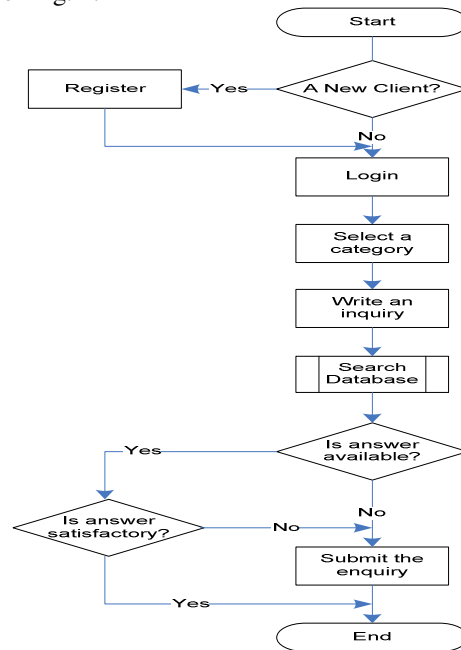 Start
A New Client?
Yes
Register
No
Login
Select a
category
Write an
inquiry
Search
Database
Is answer
available?
Yes
No
Is answer
satisfactory?
No
Submit the
enquiry
Yes
End